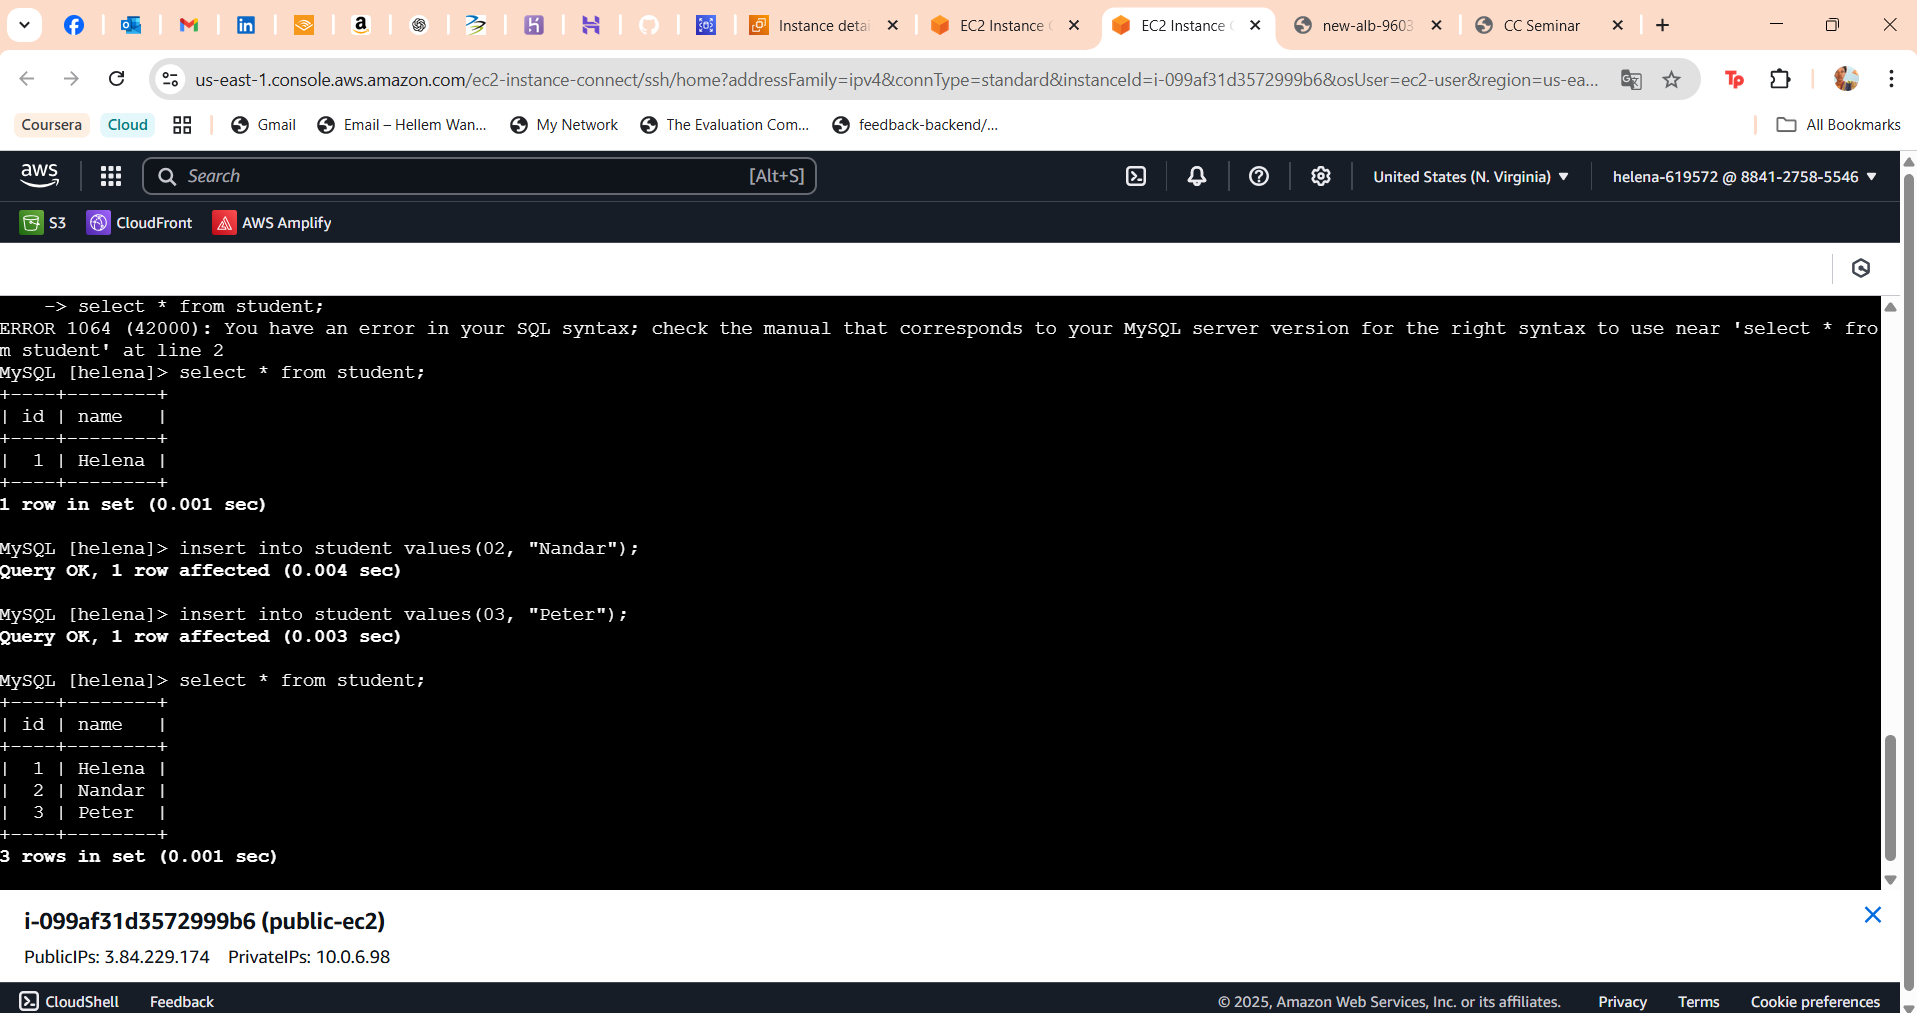 Instance detai
EC2 Instance
EC2 Instance
new-alb-9603
CC Seminar
us-east-1.console.aws.amazon.com/ec2-instance-connect/ssh/home?addressFamily=ipv4&connType=standard&instanceId=i-099af31d3572999b6&osUser=ec2-user&region=us-ea...
Coursera
Cloud
Gmail
Email – Hellem Wan...
My Network
The Evaluation Com...
feedback-backend/...
All Bookmarks
aws
Search
[Alt+S]
United States (N. Virginia)
helena-619572 @ 8841-2758-5546
S3
CloudFront
AWS Amplify
    -> select * from student;
ERROR 1064 (42000): You have an error in your SQL syntax; check the manual that corresponds to your MySQL server version for the right syntax to use near 'select * fro
m student' at line 2
MySQL [helena]> select * from student;
+----+--------+
| id | name   |
+----+--------+
|  1 | Helena |
+----+--------+
1 row in set (0.001 sec)
MySQL [helena]> insert into student values(02, "Nandar");
Query OK, 1 row affected (0.004 sec)
MySQL [helena]> insert into student values(03, "Peter");
Query OK, 1 row affected (0.003 sec)
MySQL [helena]> select * from student;
+----+--------+
| id | name   |
+----+--------+
|  1 | Helena |
|  2 | Nandar |
|  3 | Peter  |
+----+--------+
3 rows in set (0.001 sec)
i-099af31d3572999b6 (public-ec2)
PublicIPs: 3.84.229.174 PrivateIPs: 10.0.6.98
CloudShell
Feedback
© 2025, Amazon Web Services, Inc. or its affiliates.
Privacy
Terms
Cookie preferences